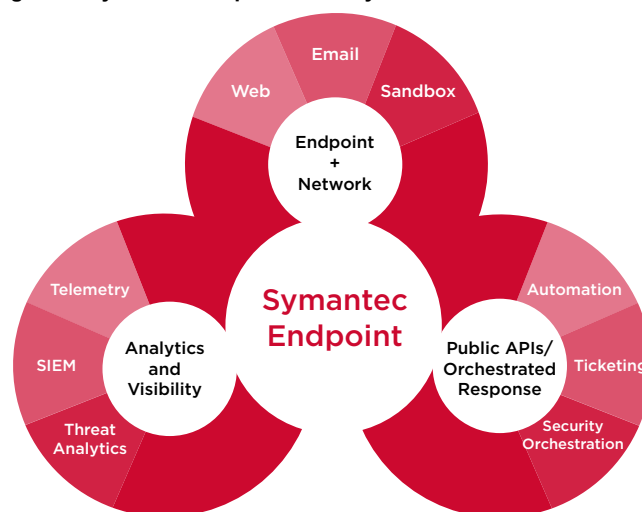 Email
Web
Sandbox
Endpoint
+
Network
Symantec
Endpoint
Telemetry
SIEM
Threat
Analytics
Analytics
and
Visibility
Public APIs/
Orchestrated
Response
Automation
Ticketing
Security
Orchestration